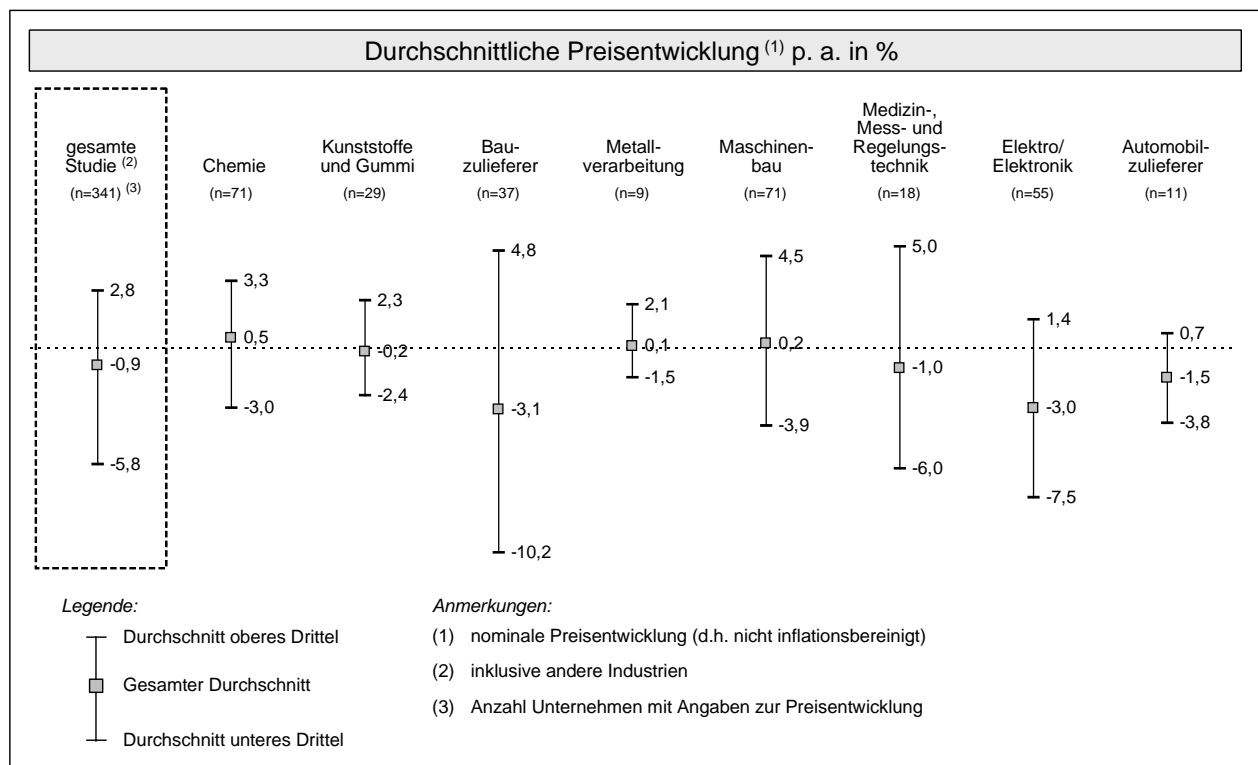 Durchschnittliche Preisentwicklung (1) p. a. in %
gesamte
Studie (2)
(n=341) (3)
Chemie
(n=71)
Kunststoffe
und Gummi
(n=29)
Bau-
zulieferer
(n=37)
Metall-
verarbeitung
(n=9)
Maschinen-
bau
(n=71)
Medizin-,
Mess- und
Regelungs-
technik
(n=18)
Elektro/
Elektronik
(n=55)
Automobil-
zulieferer
(n=11)
2,8
-0,9
-5,8
3,3
0,5
-3,0
2,3
-0,2
-2,4
4,8
-3,1
-10,2
2,1
0,1
-1,5
4,5
0,2
-3,9
5,0
-1,0
-6,0
1,4
-3,0
-7,5
0,7
-1,5
-3,8
Legende:
Durchschnitt oberes Drittel
Gesamter Durchschnitt
Durchschnitt unteres Drittel
Anmerkungen:
(1) nominale Preisentwicklung (d.h. nicht inflationsbereinigt)
(2) inklusive andere Industrien
(3) Anzahl Unternehmen mit Angaben zur Preisentwicklung